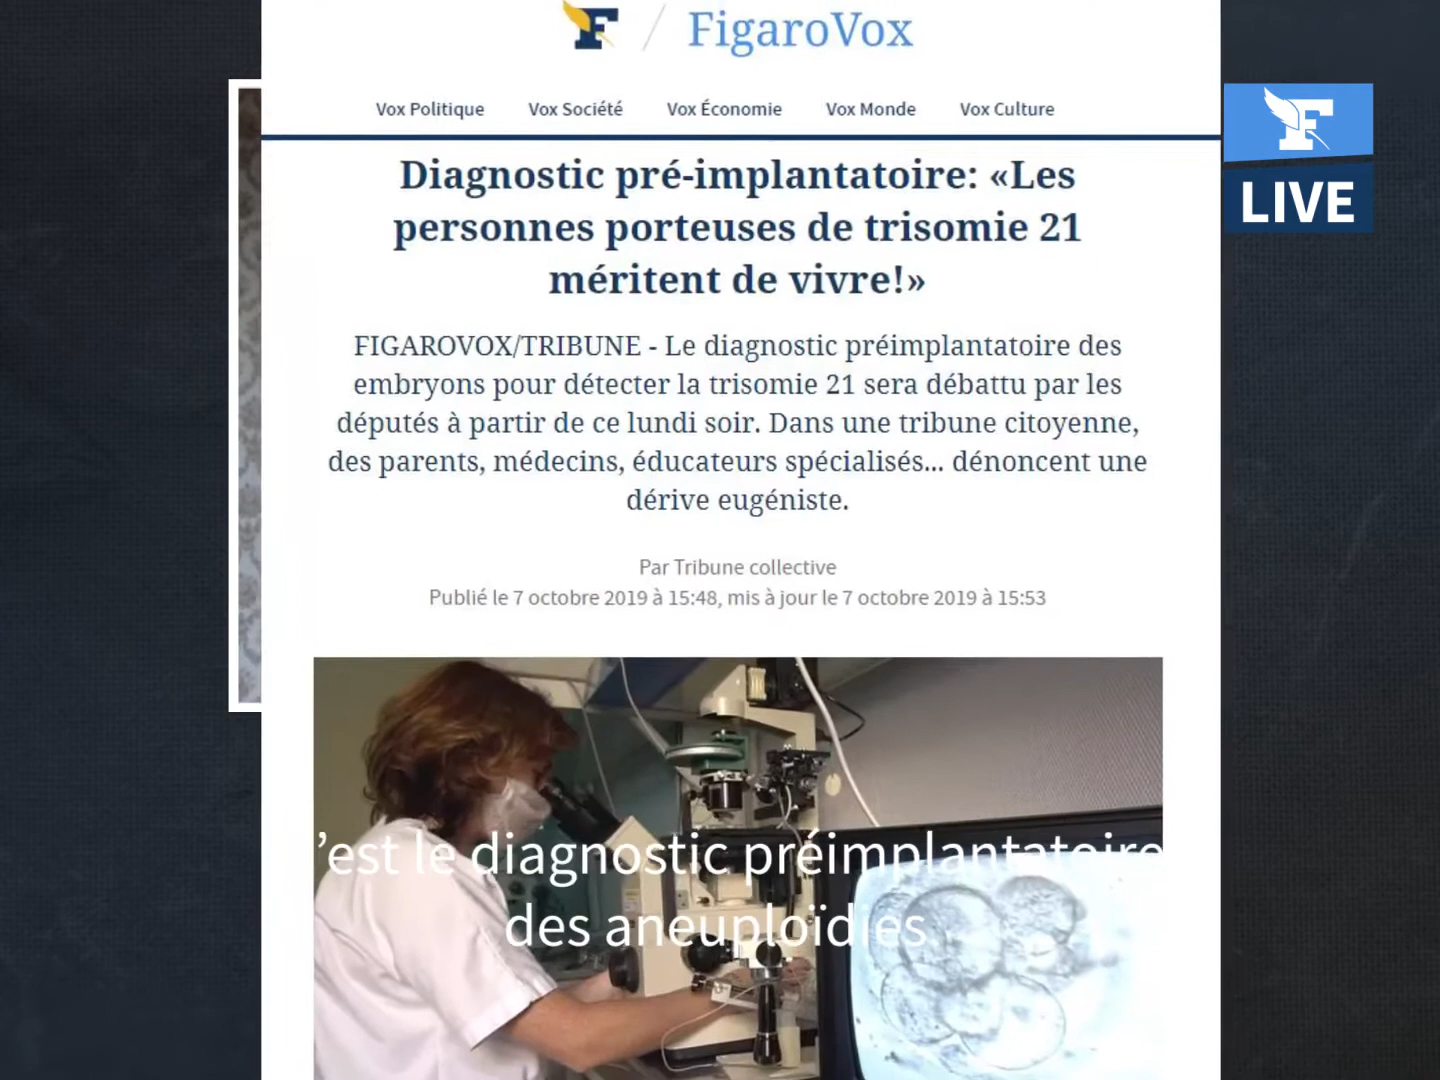 F / FigaroVox
Vox Politique Vox Société Vox Économie Vox Monde Vox Culture
F
LIVE
Diagnostic pré-implantatoire: «Les
personnes porteuses de trisomie 21
méritent de vivre!»
FIGAROVOX/TRIBUNE - Le diagnostic préimplantatoire des
embryons pour détecter la trisomie 21 sera débattu par les
députés à partir de ce lundi soir. Dans une tribune citoyenne,
des parents, médecins, éducateurs spécialisés... dénoncent une
dérive eugéniste.
Par Tribune collective
Publié le 7 octobre 2019 à 15:48, mis à jour le 7 octobre 2019 à 15:53
’est le diagnostic préimplantatoire
des aneuploïdies.